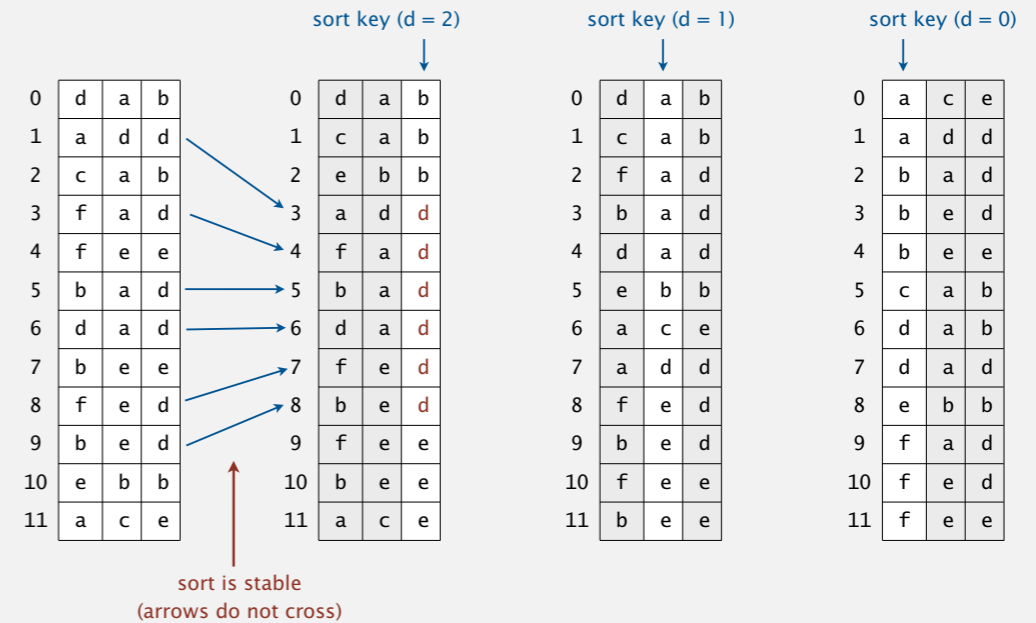 sort key (d = 2) sort key (d = 1) sort key (d = 0)
0 d a b 0 d a b 0 d a b 0 a c e
1 a d d 1 c a b 1 c a b 1 a d d
2 c a b 2 e b b 2 f a d 2 b a d
3 f a d 3 a d d 3 b a d 3 b e d
4 f e e 4 f a d 4 d a d 4 b e e
5 b a d 5 b a d 5 e b b 5 c a b
6 d a d 6 d a d 6 a c e 6 d a b
7 b e e 7 f e d 7 a d d 7 d a d
8 f e d 8 b e d 8 f e d 8 e b b
9 b e d 9 f e e 9 b e d 9 f a d
10 e b b 10 b e e 10 f e e 10 f e d
11 a c e 11 a c e 11 b e e 11 f e e
sort is stable
(arrows do not cross)